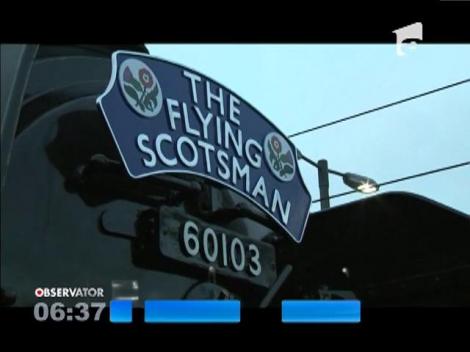 THE
FLYING
SCOTSMAN
60103
OBSERVATOR
06:37